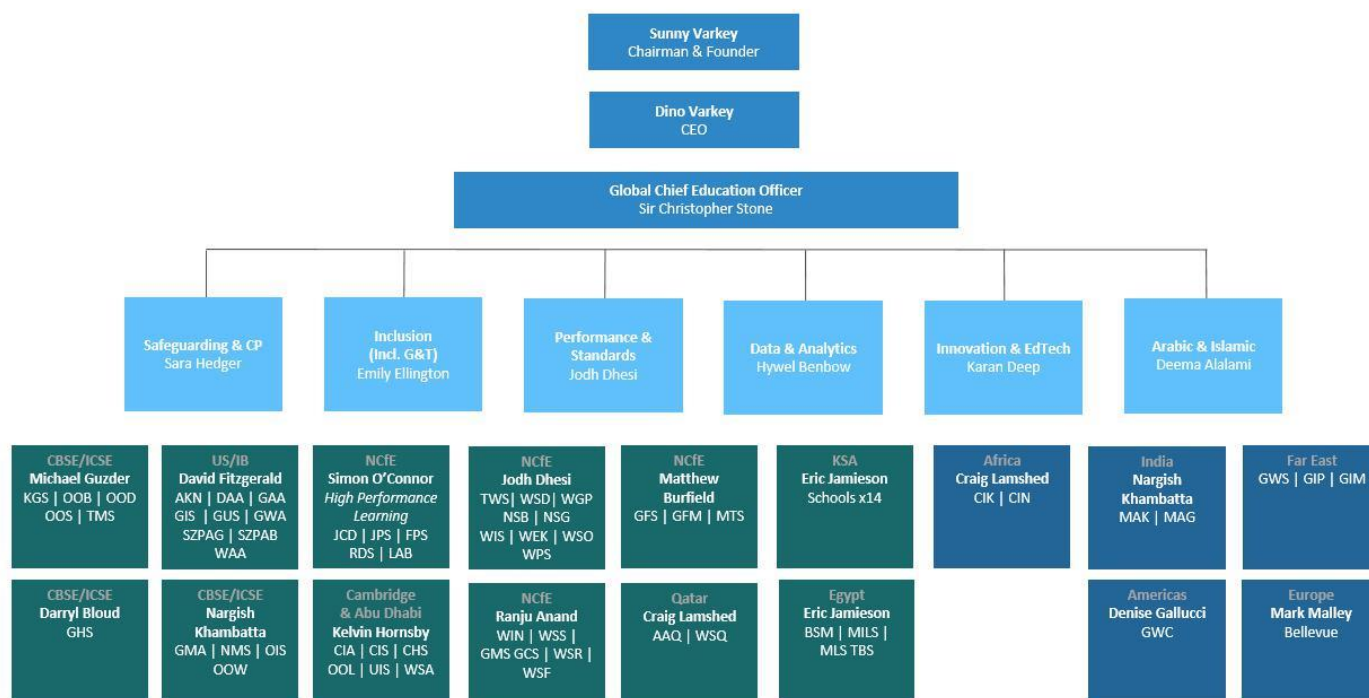 Sunny Varkey
Chairman & Founder
Dino Varkey
CEO
Global Chief Education Officer
Sir Christopher Stone
Safeguarding & CP
Sara Hedger
Inclusion
(Incl. G&T)
Emily Ellington
Performance &
Standards
Jodh Dhesi
Data & Analytics
Hywel Benbow
Innovation & EdTech
Karan Deep
Arabic & Islamic
Deema Alalami
CBSE/ICSE
Michael Guzder
KGS | OOB | OOD
OOS | TMS
US/IB
David Fitzgerald
AKN | DAA | GAA
GIS | GUS | GWA
SZPAG | SZPAB
WAA
NCfE
Simon O'Connor
High Performance
Learning
JCD | JPS | FPS
RDS | LAB
NCfE
Jodh Dhesi
TWS| WSD| WGP
NSB | NSG
WIS | WEK | WSO
WPS
NCfE
Matthew
Burfield
GFS | GFM | MTS
KSA
Eric Jamieson
Schools x14
Africa
Craig Lamshed
CIK | CIN
India
Nargish
Khambatta
MAK | MAG
Far East
GWS | GIP | GIM
CBSE/ICSE
Darryl Bloud
GHS
CBSE/ICSE
Nargish
Khambatta
GMA | NMS | OIS
OOW
Cambridge
& Abu Dhabi
Kelvin Hornsby
CIA | CIS | CHS
OOL | UIS | WSA
NCfE
Ranju Anand
WIN | WSS |
GMS GCS | WSR |
WSF
Qatar
Craig Lamshed
AAQ | WSQ
Egypt
Eric Jamieson
BSM | MILS |
MLS TBS
Americas
Denise Gallucci
GWC
Europe
Mark Malley
Bellevue